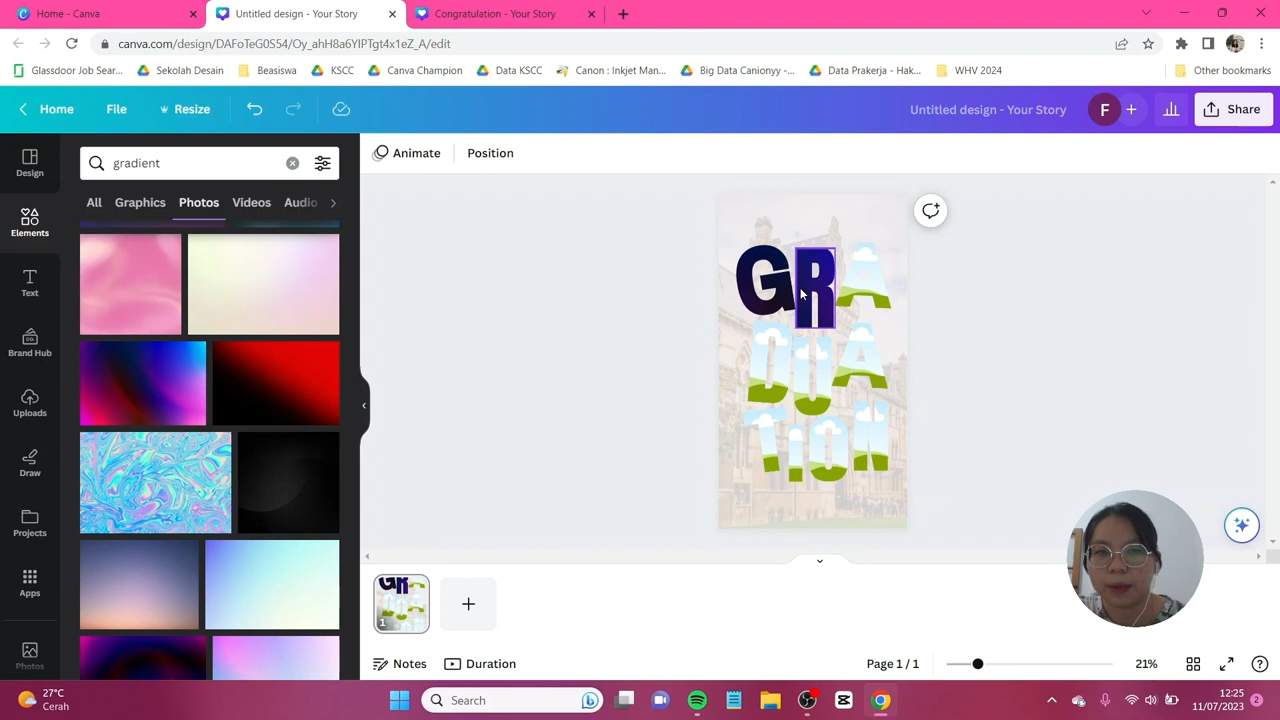 Home - Canva
Untitled design - Your Story
Congratulation - Your Story
canva.com/design/DAFoTeG0S54/Oy_ahH8a6YIPTgt4x1eZ_A/edit
Glassdoor Job Sear...
Sekolah Desain
Beasiswa
KSCC
Canva Champion
Data KSCC
Canon : Inkjet Man...
Big Data Canionyy -...
Data Prakerja - Hak...
WHV 2024
Other bookmarks
Home
File
Resize
Untitled design - Your Story
F
Share
Design
Elements
Text
Brand Hub
Uploads
Draw
Projects
Apps
Photos
gradient
All
Graphics
Photos
Videos
Audio
Animate
Position
GRA
DUA
TION
GR
1
Notes
Duration
Page 1 / 1
21%
27°C
Cerah
Search
12:25
11/07/2023
2